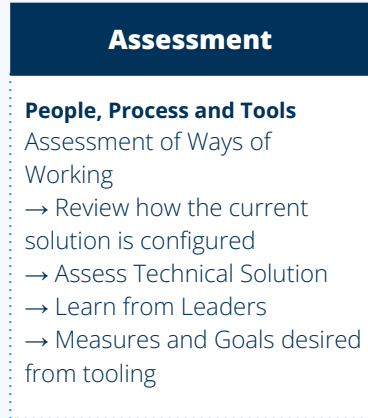 Assessment
People, Process and Tools
Assessment of Ways of
Working
→ Review how the current
solution is configured
→ Assess Technical Solution
→ Learn from Leaders
→ Measures and Goals desired
from tooling